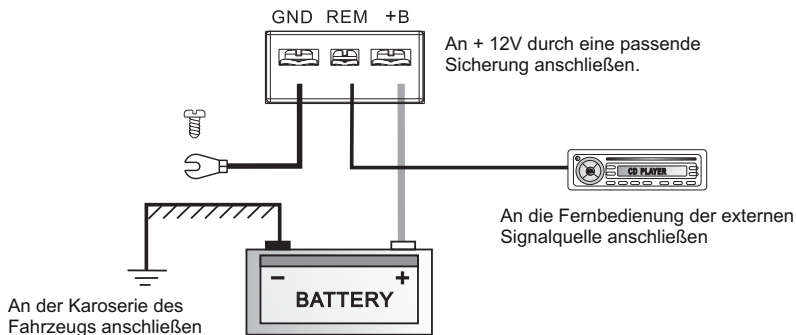 GND REM +B
An + 12V durch eine passende
Sicherung anschließen.
CD PLAYER
An die Fernbedienung der externen
Signalquelle anschließen
- +
BATTERY
An der Karoserie des
Fahrzeugs anschließen